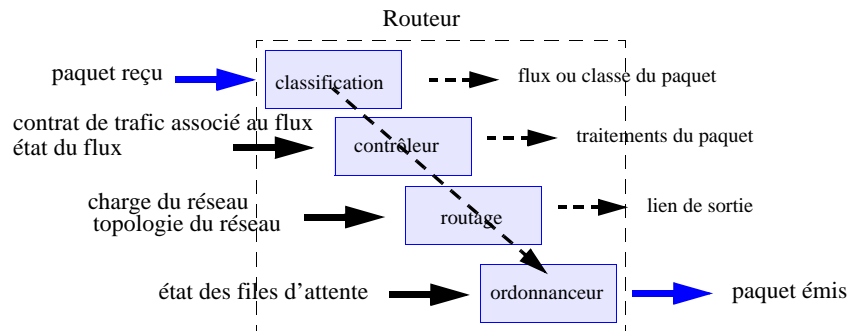 Routeur
paquet reçu
classification
flux ou classe du paquet
contrat de trafic associé au flux
état du flux
contrôleur
traitements du paquet
charge du réseau
topologie du réseau
routage
lien de sortie
état des files d’attente
ordonnanceur
paquet émis